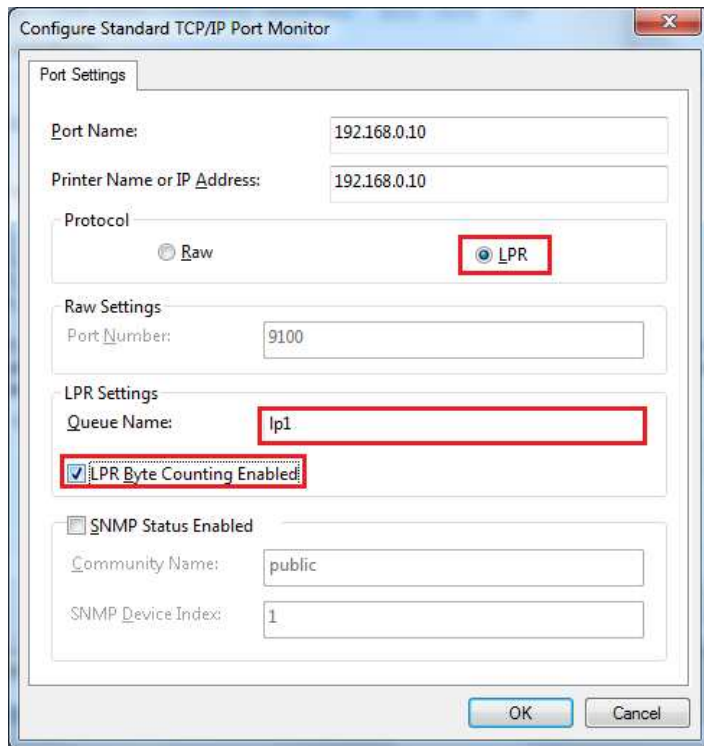 Configure Standard TCP/IP Port Monitor
Port Settings
Port Name: 192.168.0.10
Printer Name or IP Address: 192.168.0.10
Protocol
Raw LPR
Raw Settings
Port Number: 9100
LPR Settings
Queue Name: lp1
LPR Byte Counting Enabled
SNMP Status Enabled
Community Name: public
SNMP Device Index: 1
OK Cancel